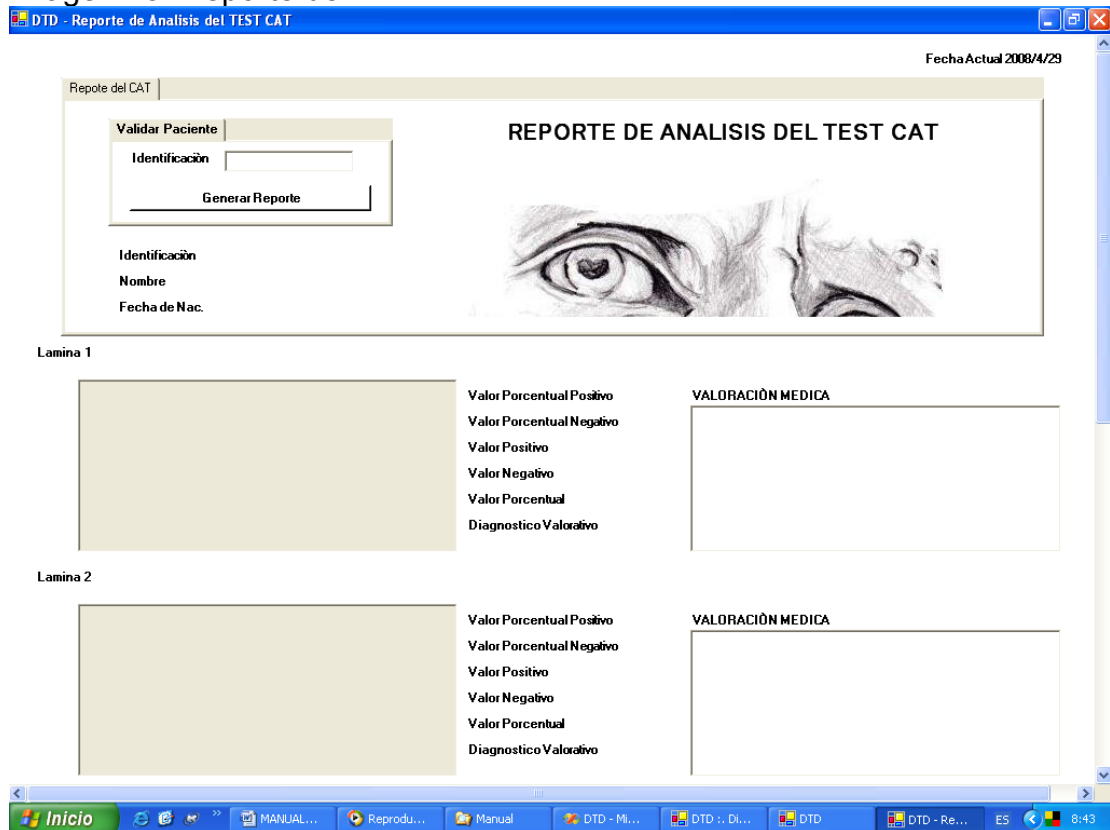 DTD - Reporte de Analisis del TEST CAT
Fecha Actual 2008/4/29
Repote del CAT
Validar Paciente
Identificaciòn
Generar Reporte
REPORTE DE ANALISIS DEL TEST CAT
Identificaciòn
Nombre
Fecha de Nac.
Lamina 1
Valor Porcentual Positivo
Valor Porcentual Negativo
Valor Positivo
Valor Negativo
Valor Porcentual
Diagnostico Valorativo
VALORACIÒN MEDICA
Lamina 2
Valor Porcentual Positivo
Valor Porcentual Negativo
Valor Positivo
Valor Negativo
Valor Porcentual
Diagnostico Valorativo
VALORACIÒN MEDICA
Inicio MANUAL... Reprodu... Manual DTD - Mi... DTD :. Di... DTD DTD - Re... ES 8:43